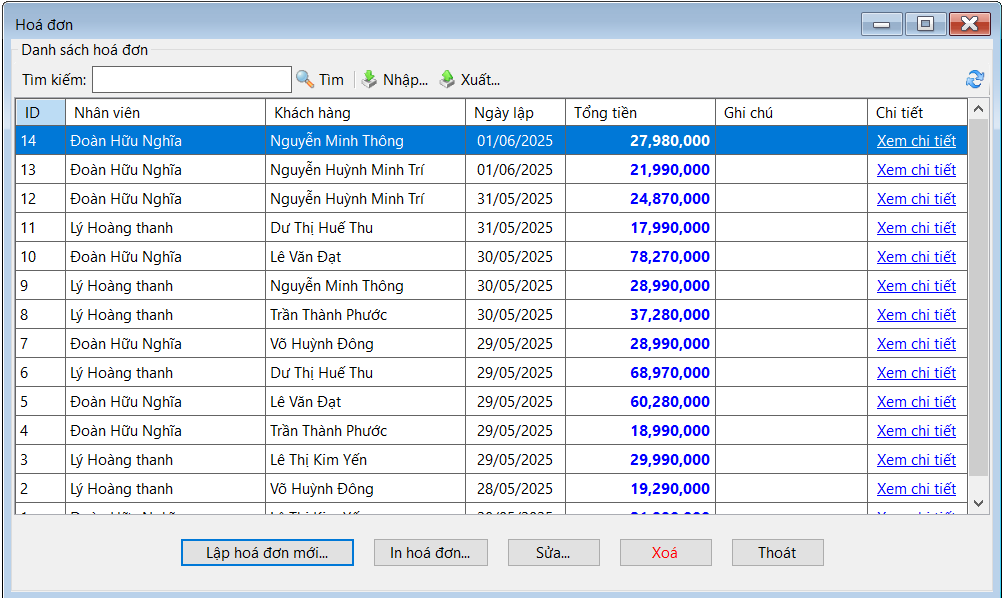 Hoá đơn
Danh sách hoá đơn
Tìm kiếm: Tìm Nhập... Xuất...
ID Nhân viên Khách hàng Ngày lập Tổng tiền Ghi chú Chi tiết
14 Đoàn Hữu Nghĩa Nguyễn Minh Thông 01/06/2025 27,980,000 Xem chi tiết
13 Đoàn Hữu Nghĩa Nguyễn Huỳnh Minh Trí 01/06/2025 21,990,000 Xem chi tiết
12 Đoàn Hữu Nghĩa Nguyễn Huỳnh Minh Trí 31/05/2025 24,870,000 Xem chi tiết
11 Lý Hoàng thanh Dư Thị Huế Thu 31/05/2025 17,990,000 Xem chi tiết
10 Đoàn Hữu Nghĩa Lê Văn Đạt 30/05/2025 78,270,000 Xem chi tiết
9 Lý Hoàng thanh Nguyễn Minh Thông 30/05/2025 28,990,000 Xem chi tiết
8 Lý Hoàng thanh Trần Thành Phước 30/05/2025 37,280,000 Xem chi tiết
7 Đoàn Hữu Nghĩa Võ Huỳnh Đông 29/05/2025 28,990,000 Xem chi tiết
6 Lý Hoàng thanh Dư Thị Huế Thu 29/05/2025 68,970,000 Xem chi tiết
5 Đoàn Hữu Nghĩa Lê Văn Đạt 29/05/2025 60,280,000 Xem chi tiết
4 Đoàn Hữu Nghĩa Trần Thành Phước 29/05/2025 18,990,000 Xem chi tiết
3 Lý Hoàng thanh Lê Thị Kim Yến 29/05/2025 29,990,000 Xem chi tiết
2 Lý Hoàng thanh Võ Huỳnh Đông 28/05/2025 19,290,000 Xem chi tiết
Lập hoá đơn mới... In hoá đơn... Sửa... Xoá Thoát